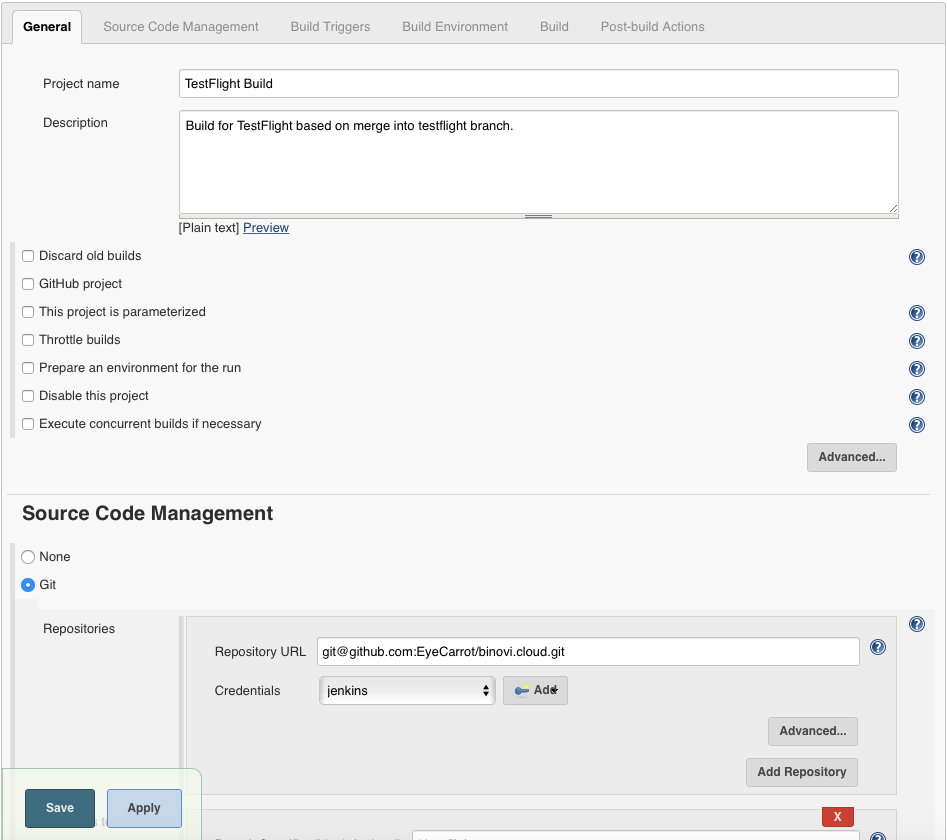 General Source Code Management Build Triggers Build Environment Build Post-build Actions
Project name TestFlight Build
Description Build for TestFlight based on merge into testflight branch.
[Plain text] Preview
Discard old builds
GitHub project
This project is parameterized
Throttle builds
Prepare an environment for the run
Disable this project
Execute concurrent builds if necessary
Advanced...
Source Code Management
None
Git
Repositories
Repository URL git@github.com:EyeCarrot/binovi.cloud.git
Credentials jenkins Add
Advanced...
Add Repository
Save Apply
X